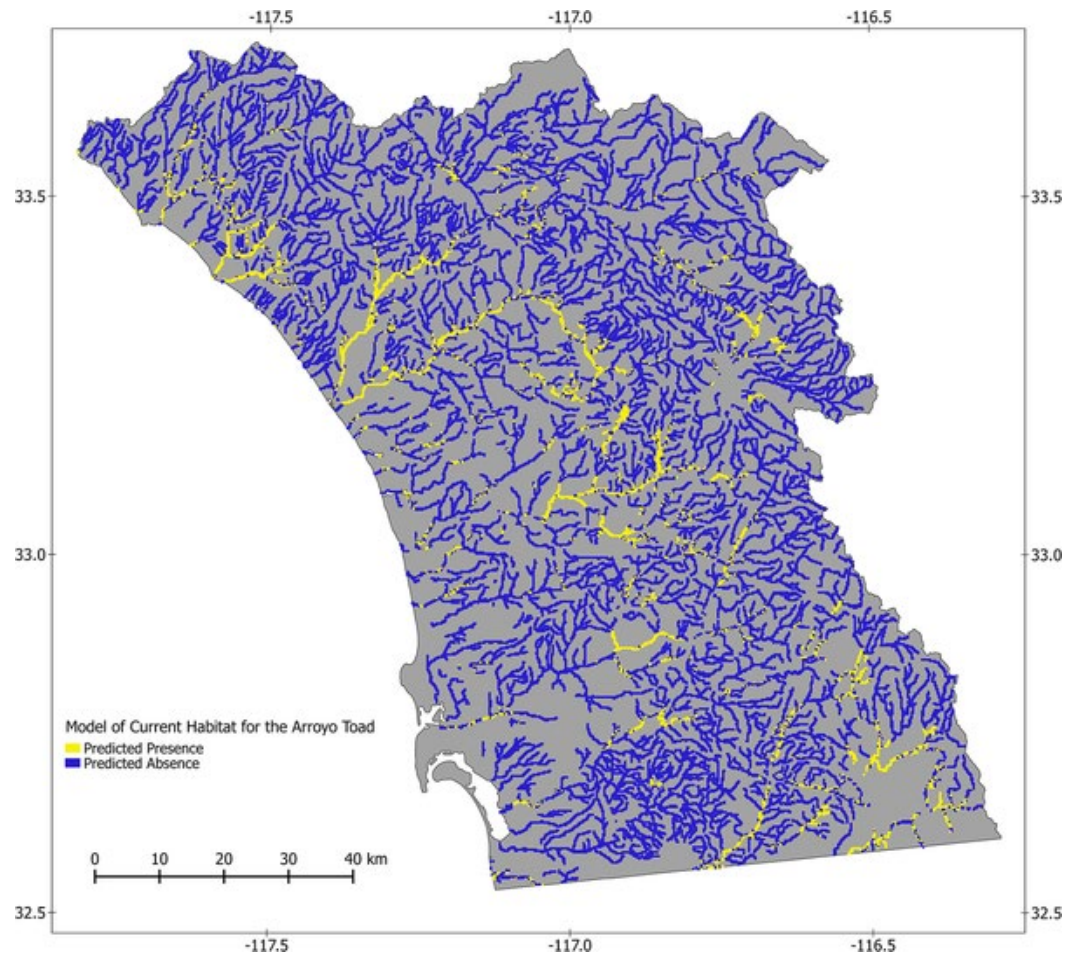 -117.5 -117.0 -116.5
33.5 33.5
33.0 33.0
Model of Current Habitat for the Arroyo Toad
Predicted Presence
Predicted Absence
0 10 20 30 40 km
32.5 32.5
-117.5 -117.0 -116.5